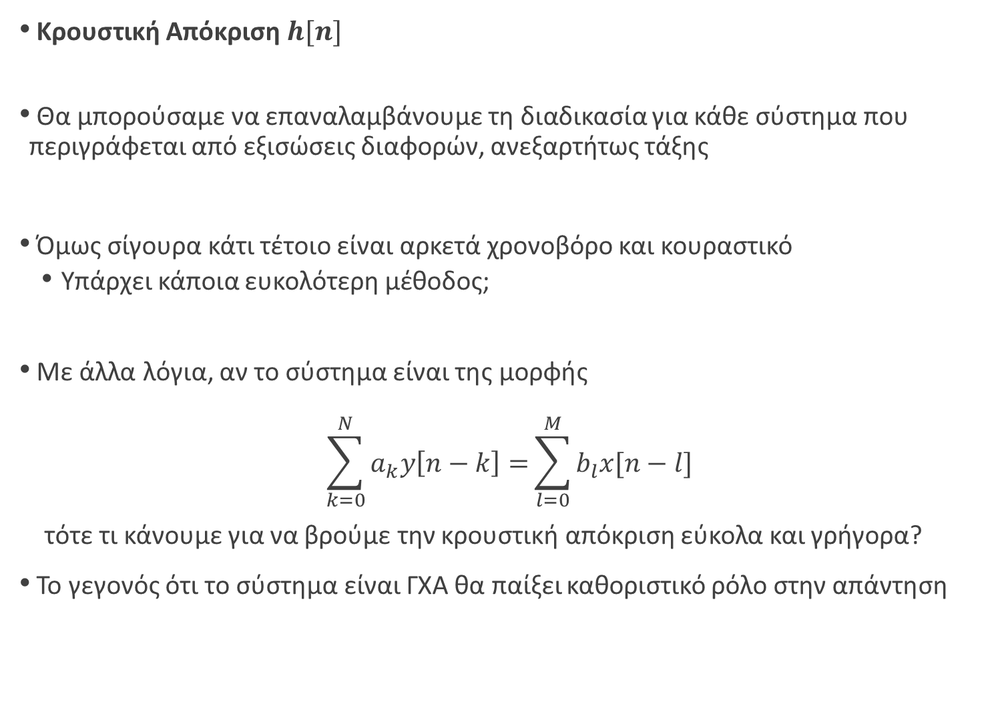 • Κρουστική Απόκριση h[n]
• Θα μπορούσαμε να επαναλαμβάνουμε τη διαδικασία για κάθε σύστημα που
περιγράφεται από εξισώσεις διαφορών, ανεξαρτήτως τάξης
• Όμως σίγουρα κάτι τέτοιο είναι αρκετά χρονοβόρο και κουραστικό
• Υπάρχει κάποια ευκολότερη μέθοδος;
• Με άλλα λόγια, αν το σύστημα είναι της μορφής
\sum_{k=0}^{N} a_k y[n − k] = \sum_{l=0}^{M} b_l x[n − l]
τότε τι κάνουμε για να βρούμε την κρουστική απόκριση εύκολα και γρήγορα?
• Το γεγονός ότι το σύστημα είναι ΓΧΑ θα παίξει καθοριστικό ρόλο στην απάντηση